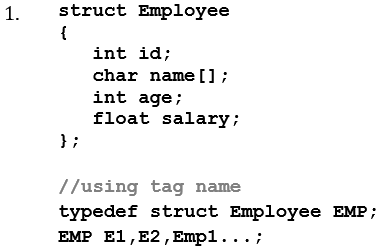 1. struct Employee
{
int id;
char name[];
int age;
float salary;
};
//using tag name
typedef struct Employee EMP;
EMP E1,E2,Emp1...;